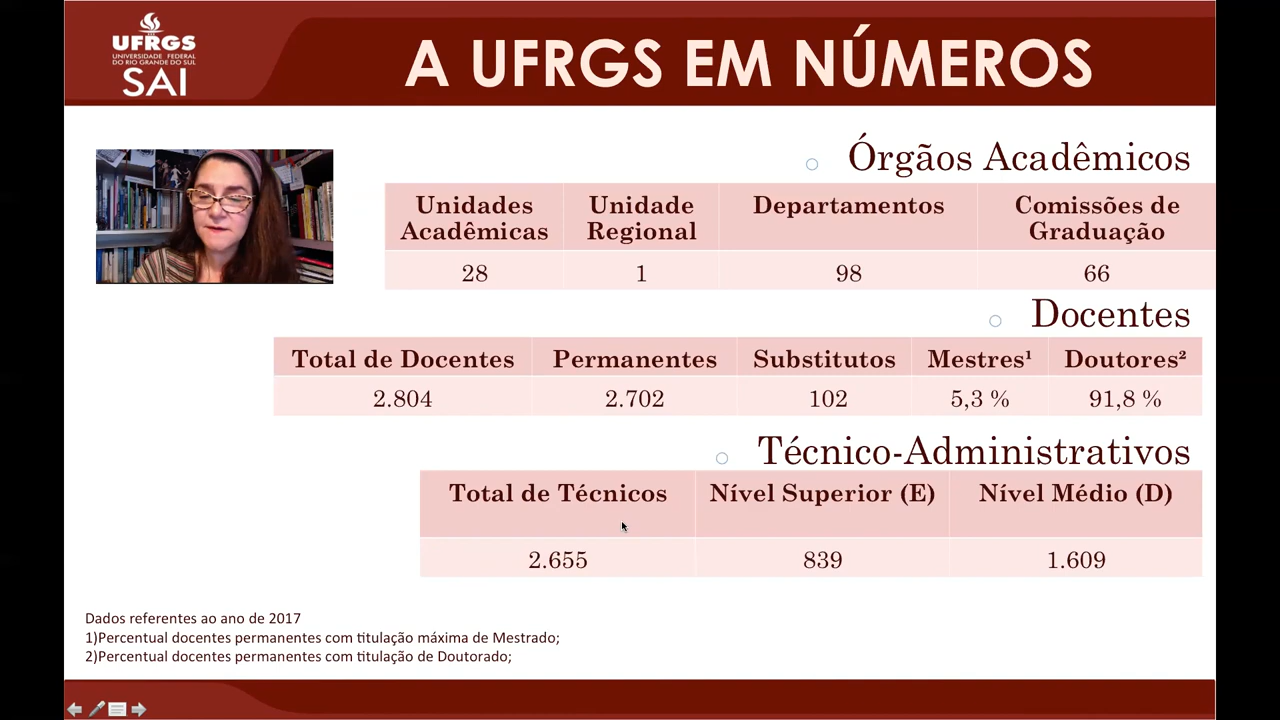 UFRGS
UNIVERSIDADE FEDERAL
DO RIO GRANDE DO SUL
SAI
A UFRGS EM NÚMEROS
Órgãos Acadêmicos
Unidades Acadêmicas Unidade Regional Departamentos Comissões de Graduação
28 1 98 66
Docentes
Total de Docentes Permanentes Substitutos Mestres¹ Doutores²
2.804 2.702 102 5,3 % 91,8 %
Técnico-Administrativos
Total de Técnicos Nível Superior (E) Nível Médio (D)
2.655 839 1.609
Dados referentes ao ano de 2017
1)Percentual docentes permanentes com titulação máxima de Mestrado;
2)Percentual docentes permanentes com titulação de Doutorado;